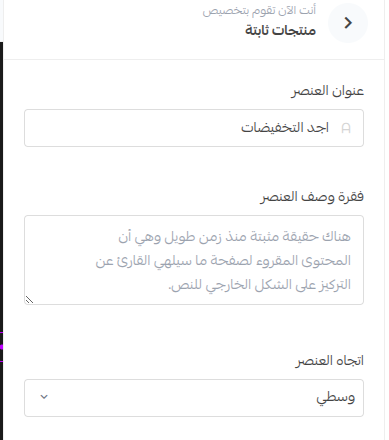 أنت الآن تقوم بتخصيص
منتجات ثابتة
عنوان العنصر
اجد التخفيضات
فقرة وصف العنصر
هناك حقيقة مثبتة منذ زمن طويل وهي أن
المحتوى المقروء لصفحة ما سيلهي القارئ عن
التركيز على الشكل الخارجي للنص.
اتجاه العنصر
وسطي